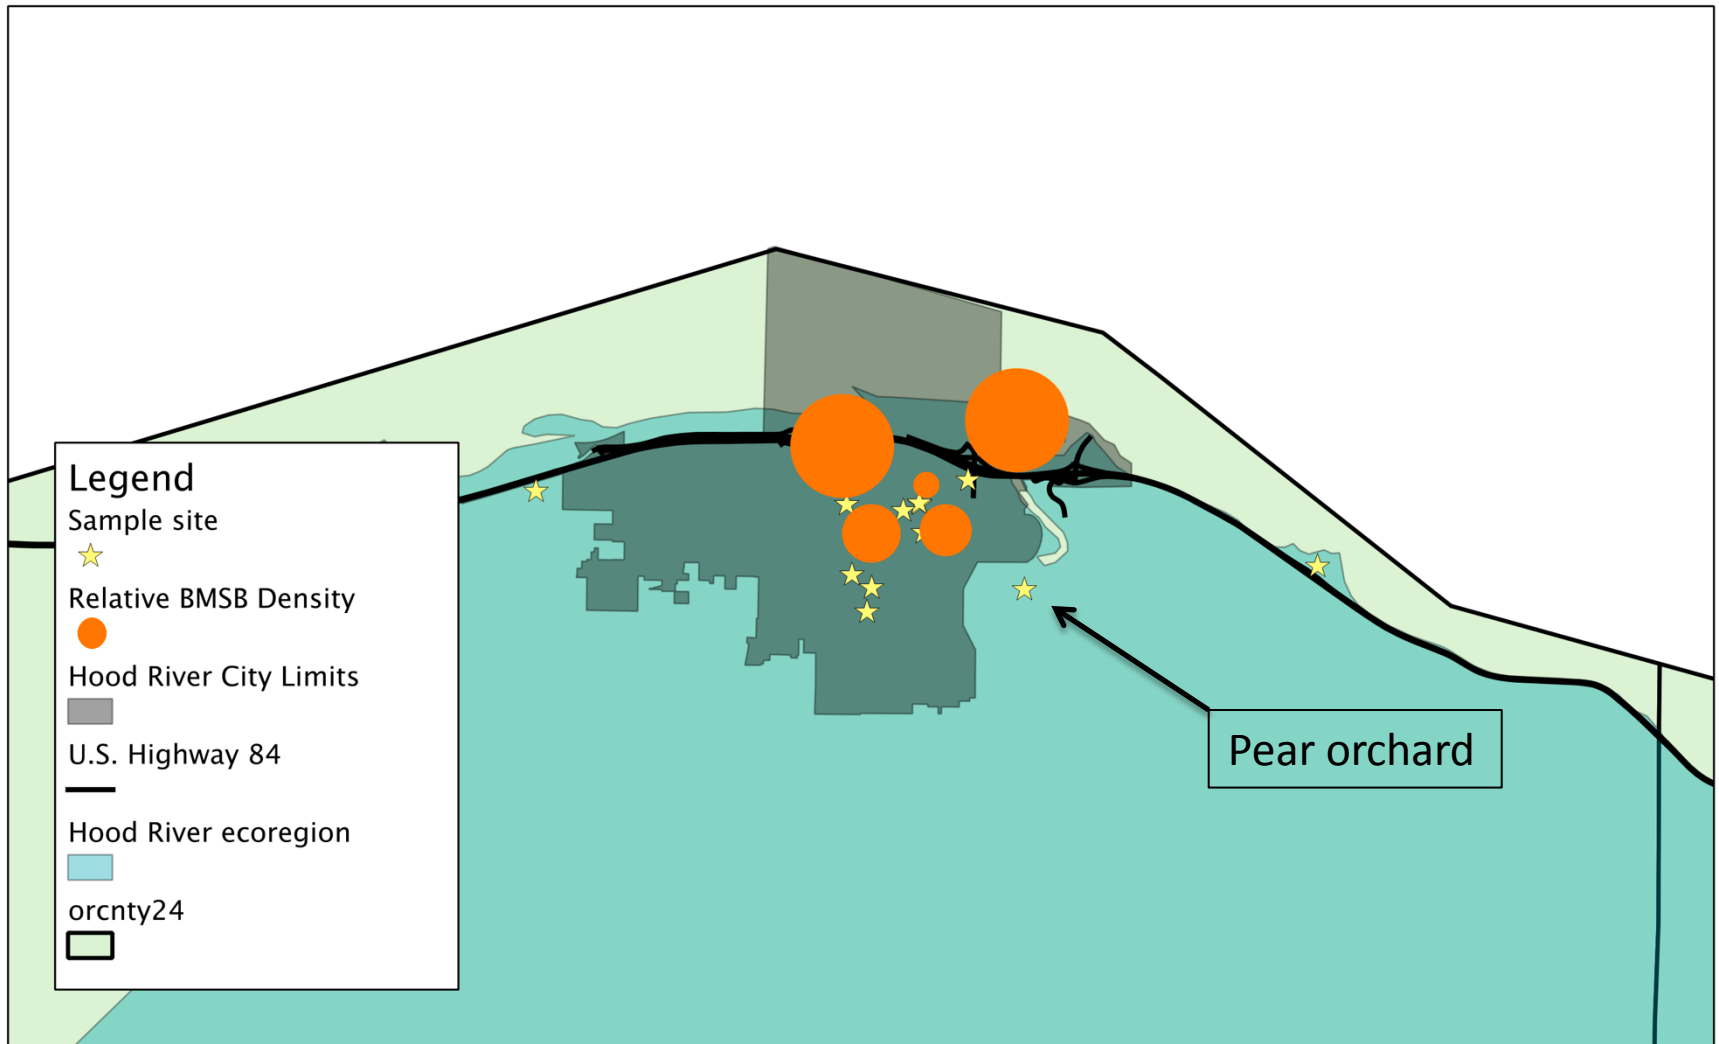 Legend
Sample site
Relative BMSB Density
Hood River City Limits
U.S. Highway 84
Hood River ecoregion
orcnty24
Pear orchard